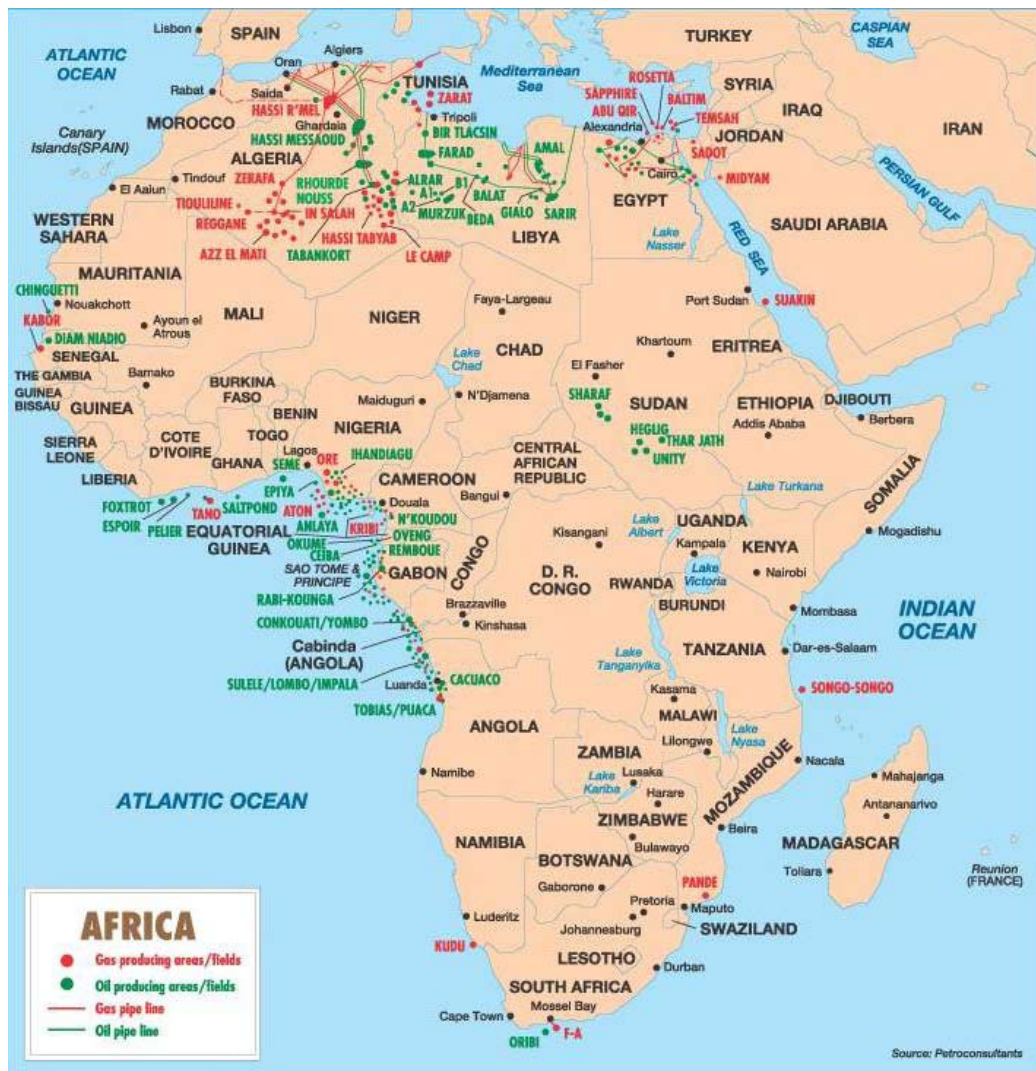 Lisbon
SPAIN
ATLANTIC
OCEAN
TURKEY
CASPIAN
SEA
Algiers
Oran
TUNISIA
Mediterranean
Sea
ROSETTA
SAPPHIRE
BALTIM
ABU QIR
TEMSAH
SYRIA
IRAQ
IRAN
Rabat
Saida
HASSI R'MEL
ZARAT
Tripoli
Alexandria
JORDAN
MOROCCO
Ghardaia
Canary
Islands(SPAIN)
HASSI MESSAOUD
BIR TLACSIN
AMAL
SADOT
ALGERIA
FARAD
Cairo
MIDYAN
PERSIAN GULF
El Aaiun
Tindouf
ZERAFA
RHOURDE
NOUSS
ALRAR
A1
B1
BALAT
EGYPT
TIOULIUNE
IN SALAH
A2
MURZUK
BEDA
GIALO
SARIR
WESTERN
SAHARA
REGGANE
HASSI TABYAB
LIBYA
SAUDI ARABIA
AZZ EL MATI
TABANKORT
LE CAMP
Lake
Nasser
RED SEA
MAURITANIA
CHINGUETTI
Nouakchott
Faya-Largeau
Port Sudan
SUAKIN
KABOR
Ayoun el
Atrous
MALI
NIGER
DIAM NIADIO
SENEGAL
CHAD
Khartoum
ERITREA
THE GAMBIA
Bamako
Lake
Chad
El Fasher
GUINEA
BISSAU
GUINEA
BURKINA
FASO
Maiduguri
N'Djamena
SHARAF
SUDAN
ETHIOPIA
DJIBOUTI
Berbera
BENIN
NIGERIA
HEGLIG
THAR JATH
Addis Ababa
SIERRA
LEONE
COTE
D'IVOIRE
TOGO
GHANA
Lagos
UNITY
LIBERIA
SEME
ORE
IHANDIAGU
CENTRAL
AFRICAN
REPUBLIC
SOMALIA
CAMEROON
EPIYA
Bangui
Lake Turkana
FOXTROT
ESPOIR
PELIER
TANO
SALTPOND
ATON
Douala
ANLAYA
KRIBI
N'KOUDOU
EQUATORIAL
GUINEA
OKUME
OVENG
CEIBA
REMBOUE
Kisangani
Lake
Albert
UGANDA
Kampala
KENYA
Mogadishu
SAO TOME &
PRINCIPE
GABON
CONGO
D. R.
CONGO
RWANDA
Lake
Victoria
Nairobi
RABI-KOUNGA
BURUNDI
Brazzaville
Kinshasa
Mombasa
INDIAN
OCEAN
CONKOUATI/YOMBO
Cabinda
(ANGOLA)
TANZANIA
Dar-es-Salaam
Lake
Tanganyika
SULELE/LOMBO/IMPALA
Luanda
CACUACO
SONGO-SONGO
TOBIAS/PUACA
Kasama
MALAWI
ANGOLA
Lilongwe
Lake
Nyasa
ZAMBIA
MOZAMBIQUE
Nacala
Namibe
Lusaka
Lake
Kariba
Mahajanga
ATLANTIC OCEAN
Harare
Antananarivo
ZIMBABWE
Beira
NAMIBIA
Bulawayo
MADAGASCAR
BOTSWANA
Toliara
Reunion
(FRANCE)
Gaborone
PANDE
Pretoria
Maputo
Luderitz
Johannesburg
SWAZILAND
KUDU
LESOTHO
Durban
SOUTH AFRICA
Mossel Bay
Cape Town
ORIBI
F-A
AFRICA
Gas producing areas/fields
Oil producing areas/fields
Gas pipe line
Oil pipe line
Source: Petroconsultants